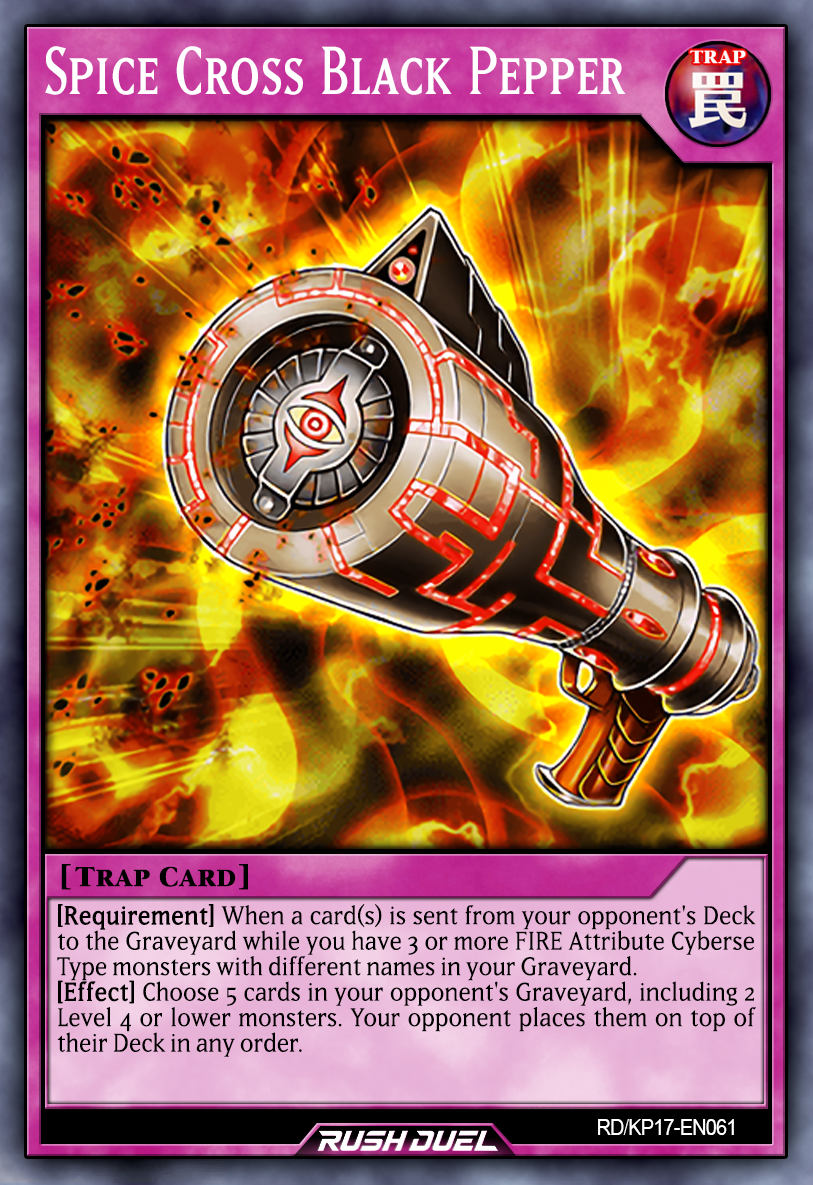 Spice Cross Black Pepper
TRAP
罠
[Trap Card]
[Requirement] When a card(s) is sent from your opponent's Deck
to the Graveyard while you have 3 or more FIRE Attribute Cyberse
Type monsters with different names in your Graveyard.
[Effect] Choose 5 cards in your opponent's Graveyard, including 2
Level 4 or lower monsters. Your opponent places them on top of
their Deck in any order.
RD/KP17-EN061
RUSH DUEL